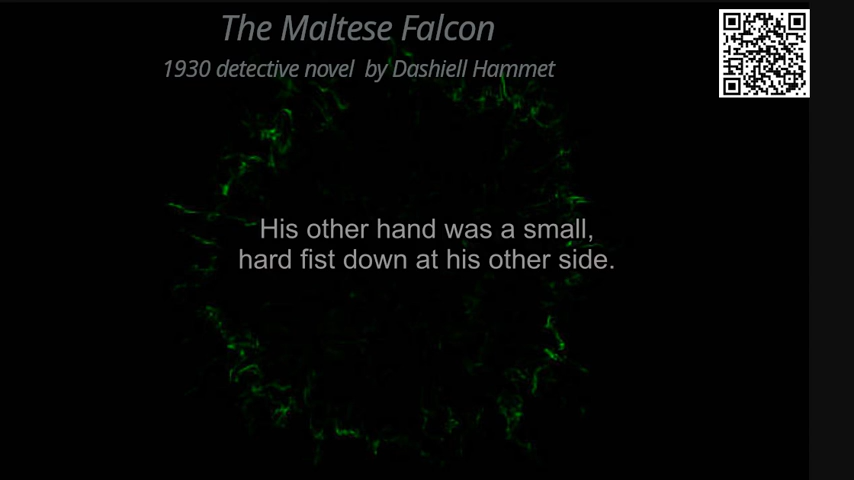 The Maltese Falcon
1930 detective novel  by Dashiell Hammet
His other hand was a small,
hard fist down at his other side.